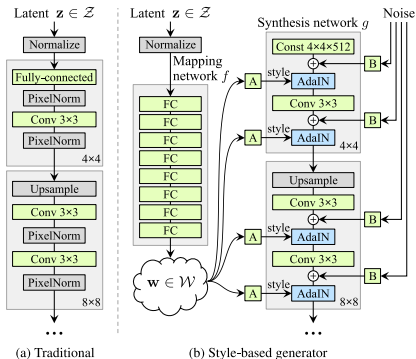 Latent z ∈ Z
Normalize
Fully-connected
PixelNorm
Conv 3×3
PixelNorm
4×4
Upsample
Conv 3×3
PixelNorm
Conv 3×3
PixelNorm
8×8
...
(a) Traditional
Latent z ∈ Z
Normalize
Mapping
network f
FC
FC
FC
FC
FC
FC
FC
FC
w ∈ W
Synthesis network g
Noise
Const 4×4×512
B
A
style
AdaIN
Conv 3×3
B
A
style
AdaIN
4×4
Upsample
Conv 3×3
B
A
style
AdaIN
Conv 3×3
B
A
style
AdaIN
8×8
...
(b) Style-based generator